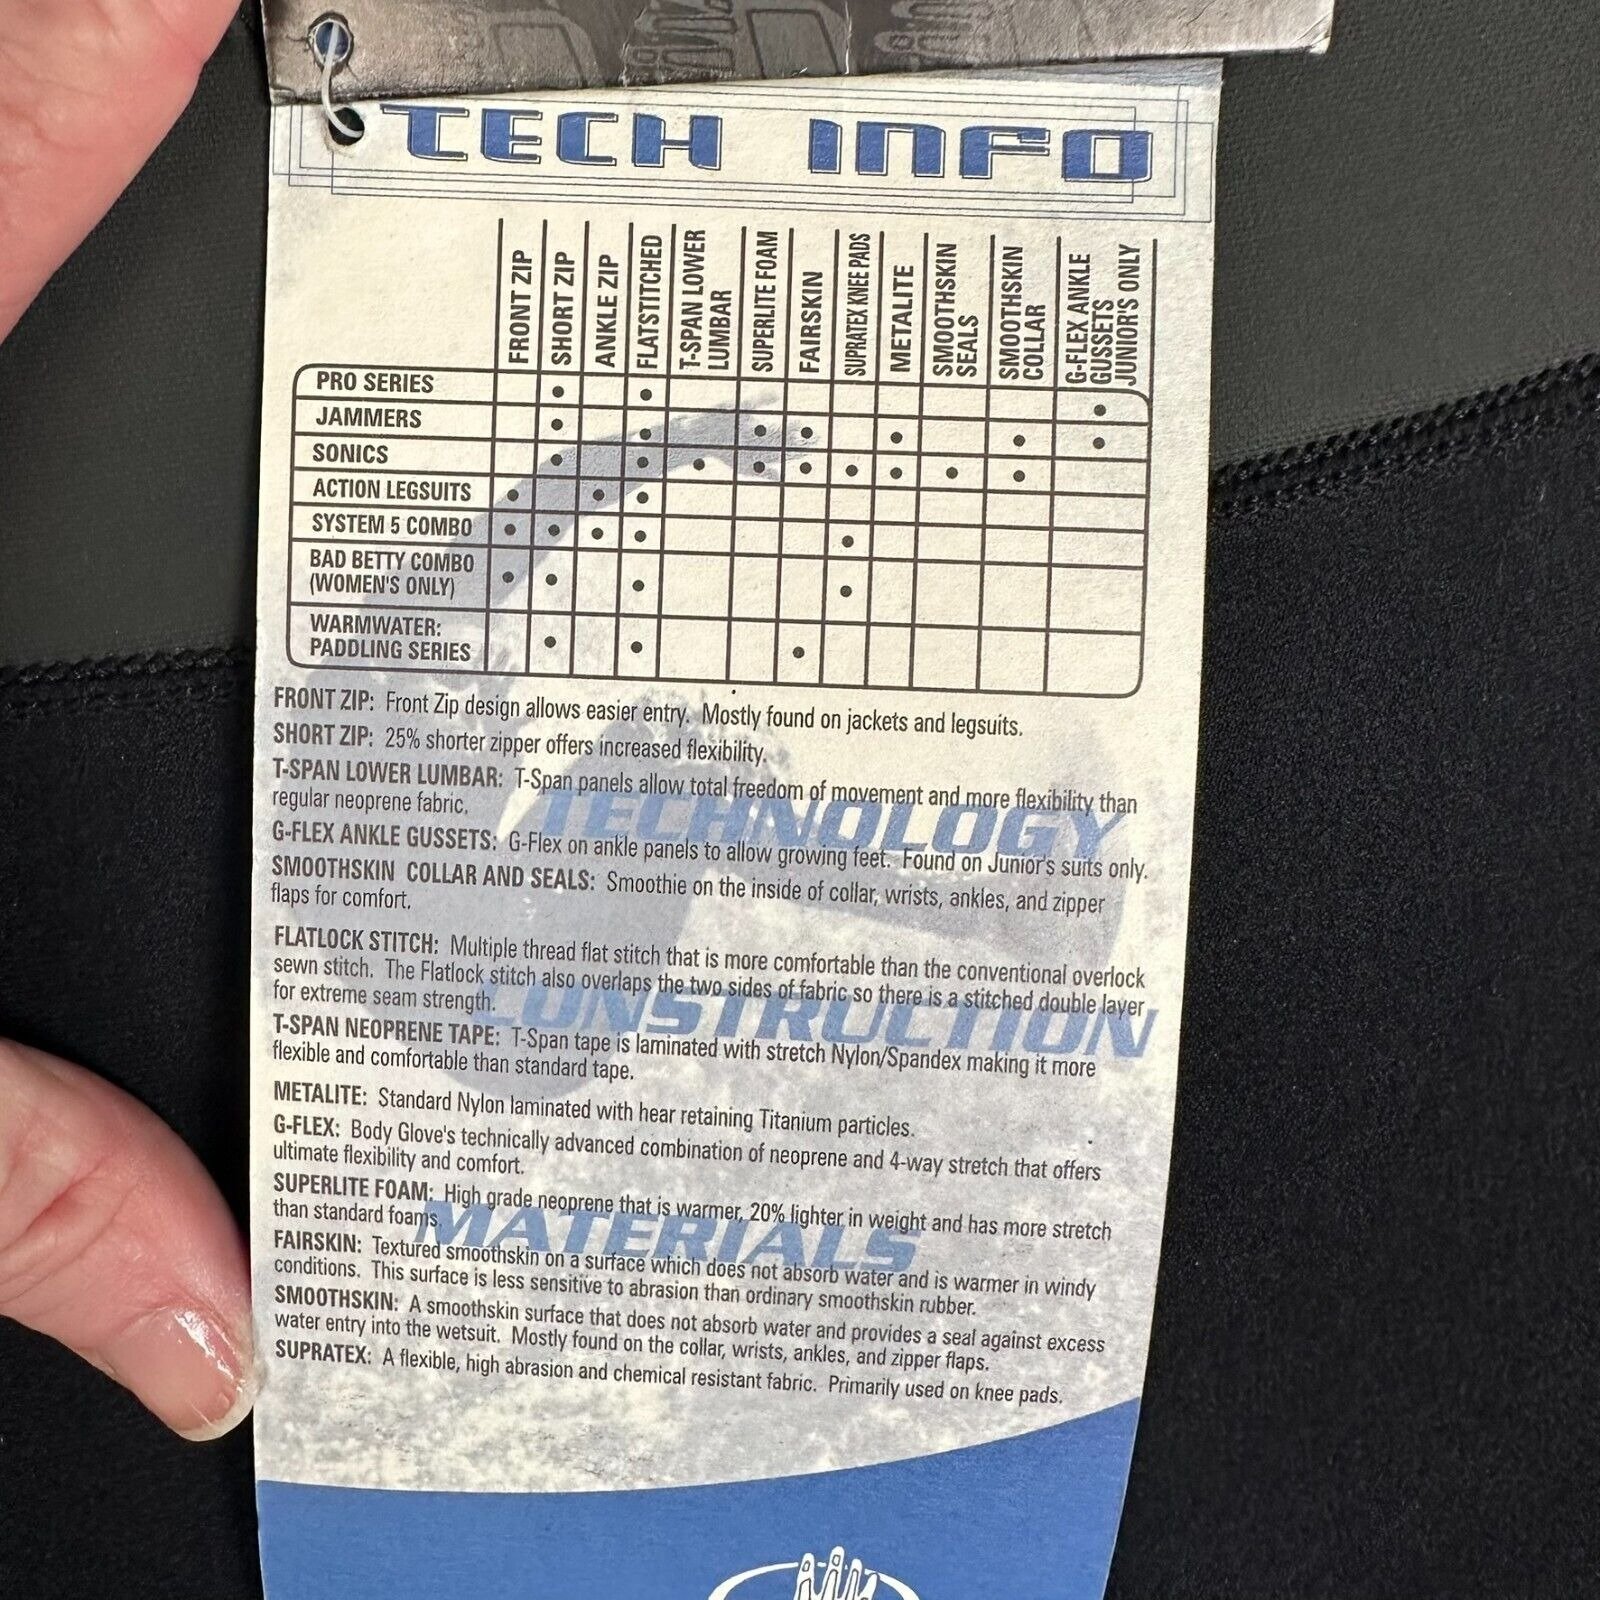 TECH INFO
FRONT ZIP
SHORT ZIP
ANKLE ZIP
FLATSTITCHED
T-SPAN LOWER
LUMBAR
SUPERLITE FOAM
FAIRSKIN
SUPRATEX KNEE PADS
METALITE
SMOOTHSKIN
SEALS
SMOOTHSKIN
COLLAR
G-FLEX ANKLE
GUSSETS
JUNIOR'S ONLY
PRO SERIES
JAMMERS
SONICS
ACTION LEGSUITS
SYSTEM 5 COMBO
BAD BETTY COMBO
(WOMEN'S ONLY)
WARMWATER:
PADDLING SERIES
FRONT ZIP: Front Zip design allows easier entry. Mostly found on jackets and legsuits.
SHORT ZIP: 25% shorter zipper offers increased flexibility.
T-SPAN LOWER LUMBAR: T-Span panels allow total freedom of movement and more flexibility than
regular neoprene fabric.
TECHNOLOGY
G-FLEX ANKLE GUSSETS: G-Flex on ankle panels to allow growing feet. Found on Junior's suits only.
SMOOTHSKIN COLLAR AND SEALS: Smoothie on the inside of collar, wrists, ankles, and zipper
flaps for comfort.
FLATLOCK STITCH: Multiple thread flat stitch that is more comfortable than the conventional overlock
sewn stitch. The Flatlock stitch also overlaps the two sides of fabric so there is a stitched double layer
for extreme seam strength.
CONSTRUCTION
T-SPAN NEOPRENE TAPE: T-Span tape is laminated with stretch Nylon/Spandex making it more
flexible and comfortable than standard tape.
METALITE: Standard Nylon laminated with hear retaining Titanium particles.
G-FLEX: Body Glove's technically advanced combination of neoprene and 4-way stretch that offers
ultimate flexibility and comfort.
SUPERLITE FOAM: High grade neoprene that is warmer, 20% lighter in weight and has more stretch
than standard foams.
MATERIALS
FAIRSKIN: Textured smoothskin on a surface which does not absorb water and is warmer in windy
conditions. This surface is less sensitive to abrasion than ordinary smoothskin rubber.
SMOOTHSKIN: A smoothskin surface that does not absorb water and provides a seal against excess
water entry into the wetsuit. Mostly found on the collar, wrists, ankles, and zipper flaps.
SUPRATEX: A flexible, high abrasion and chemical resistant fabric. Primarily used on knee pads.